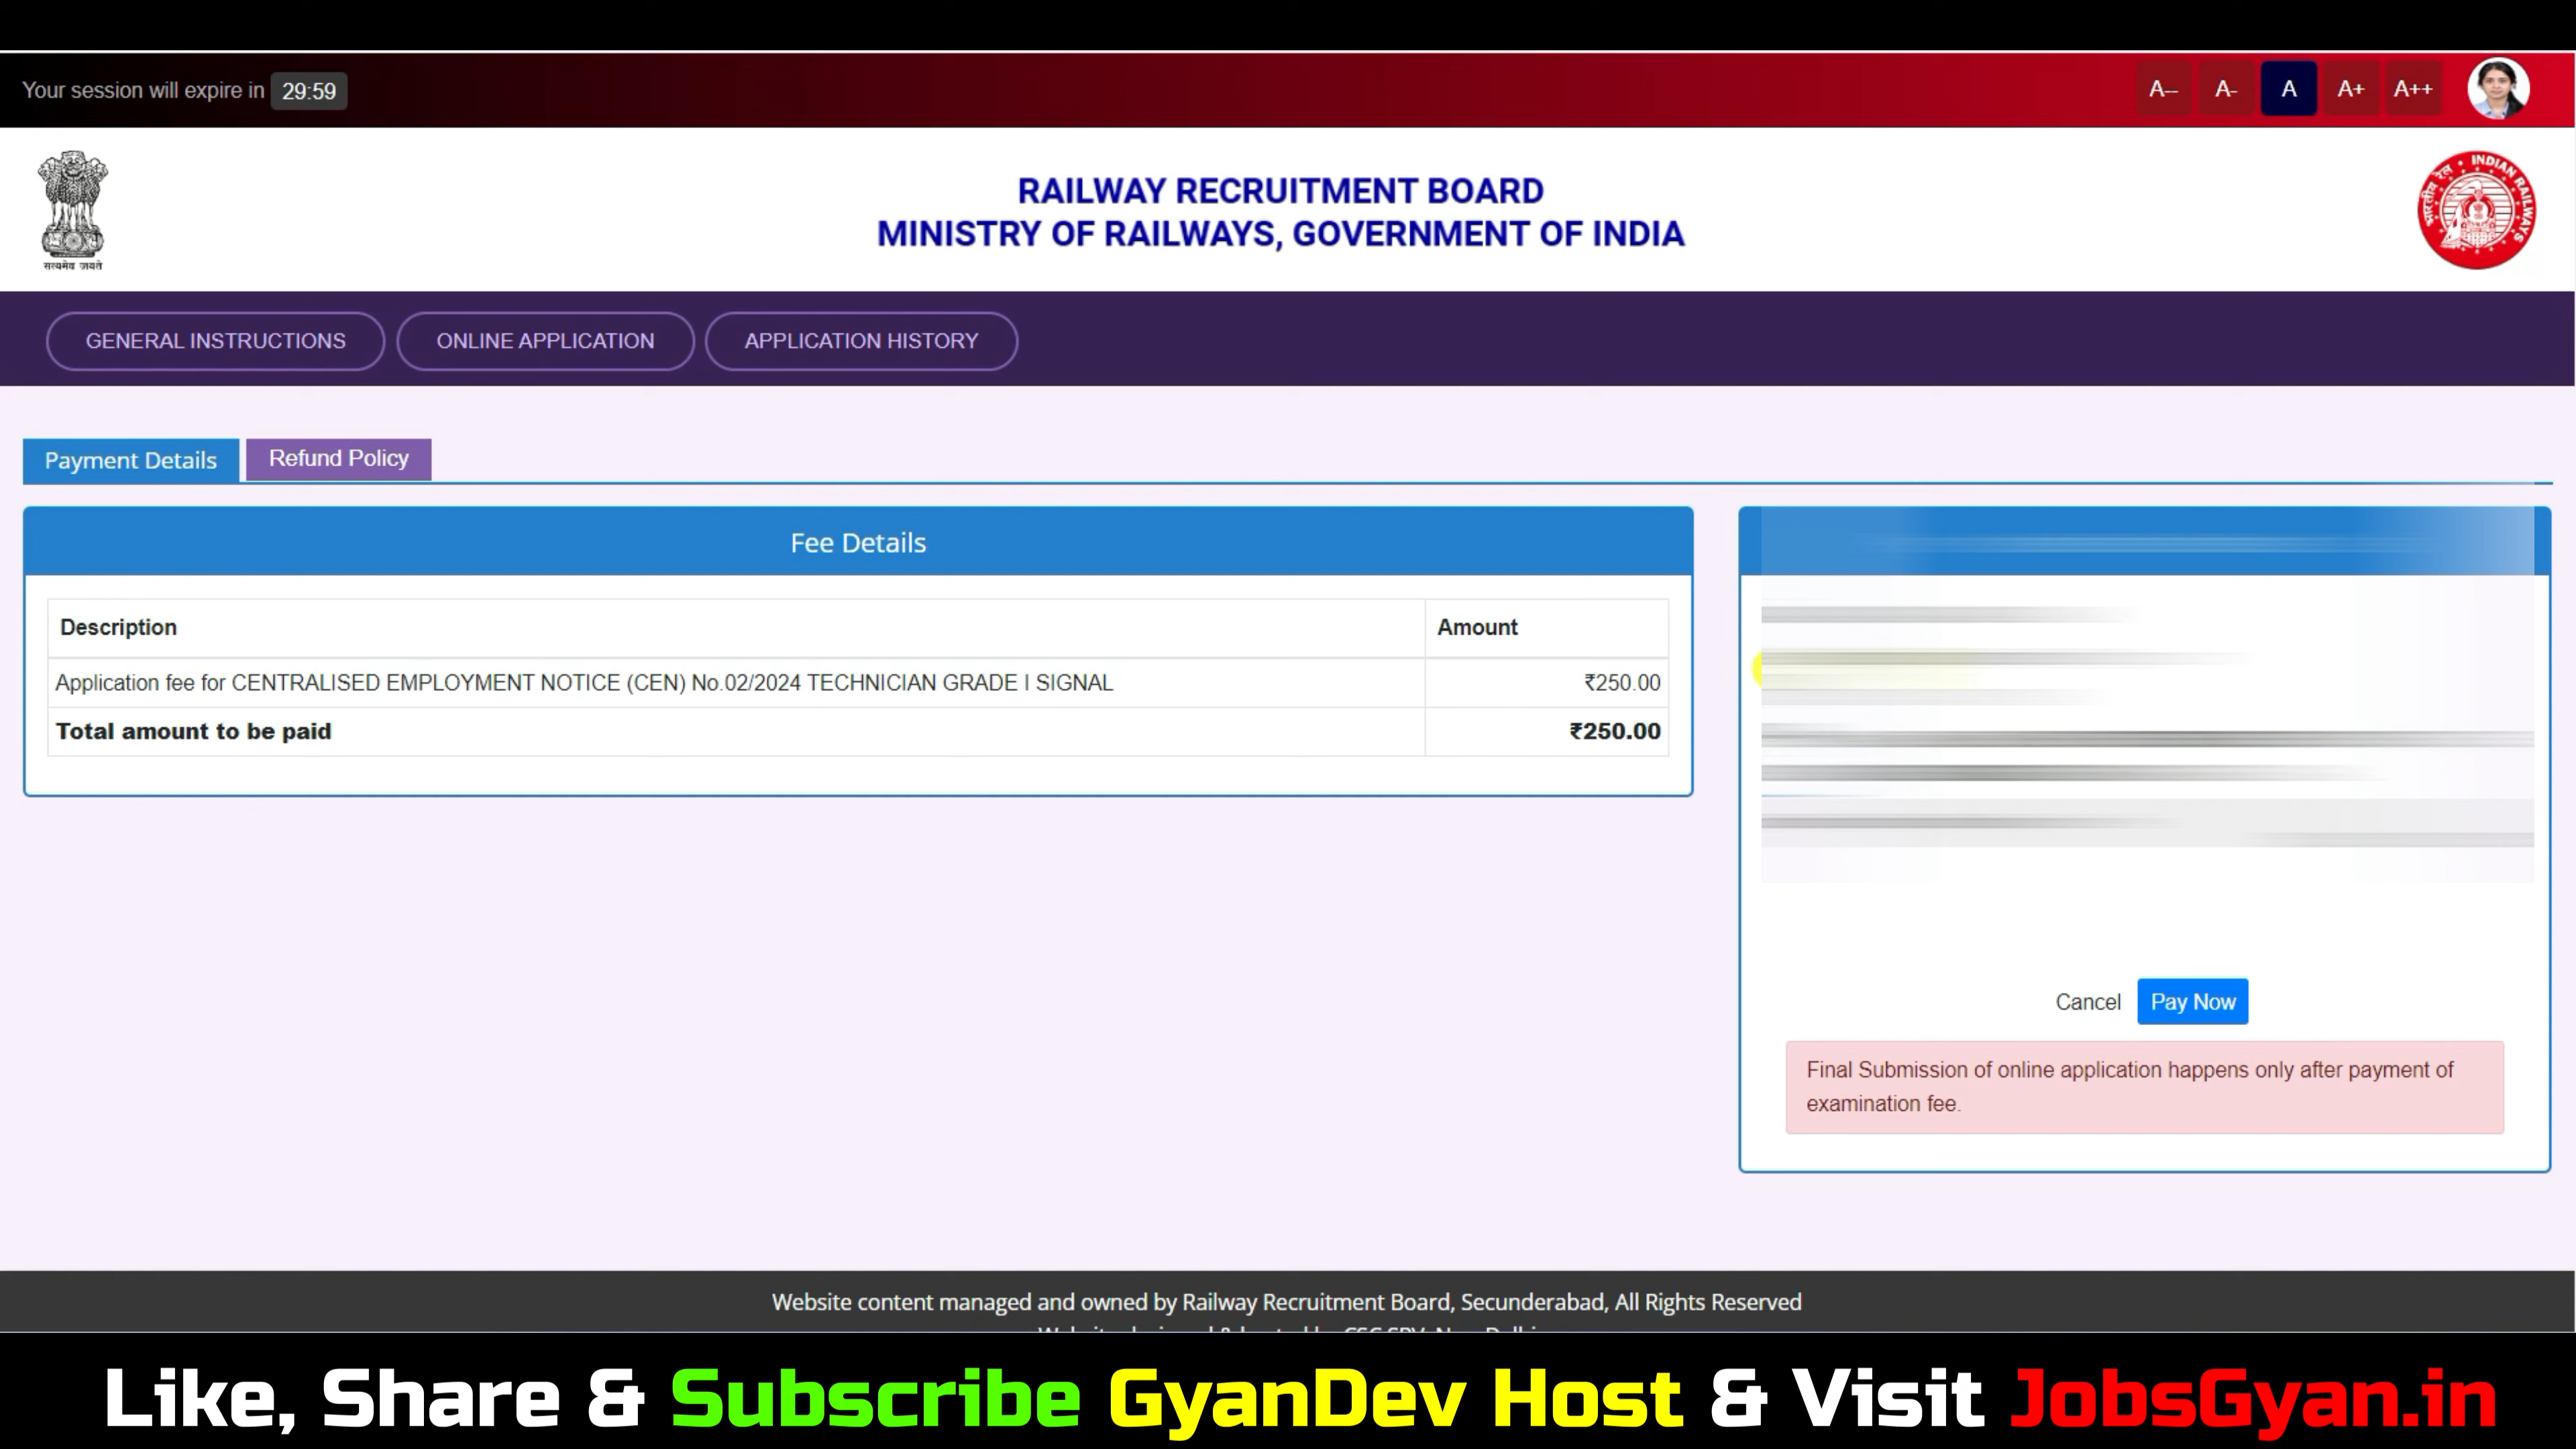 Your session will expire in 29:59
A-- A- A A+ A++
सत्यमेव जयते
RAILWAY RECRUITMENT BOARD
MINISTRY OF RAILWAYS, GOVERNMENT OF INDIA
भारतीय रेल INDIAN RAILWAYS
GENERAL INSTRUCTIONS ONLINE APPLICATION APPLICATION HISTORY
Payment Details Refund Policy
Fee Details
Description Amount
Application fee for CENTRALISED EMPLOYMENT NOTICE (CEN) No.02/2024 TECHNICIAN GRADE I SIGNAL ₹250.00
Total amount to be paid ₹250.00
Cancel Pay Now
Final Submission of online application happens only after payment of
examination fee.
Website content managed and owned by Railway Recruitment Board, Secunderabad, All Rights Reserved
Like, Share & Subscribe GyanDev Host & Visit JobsGyan.in